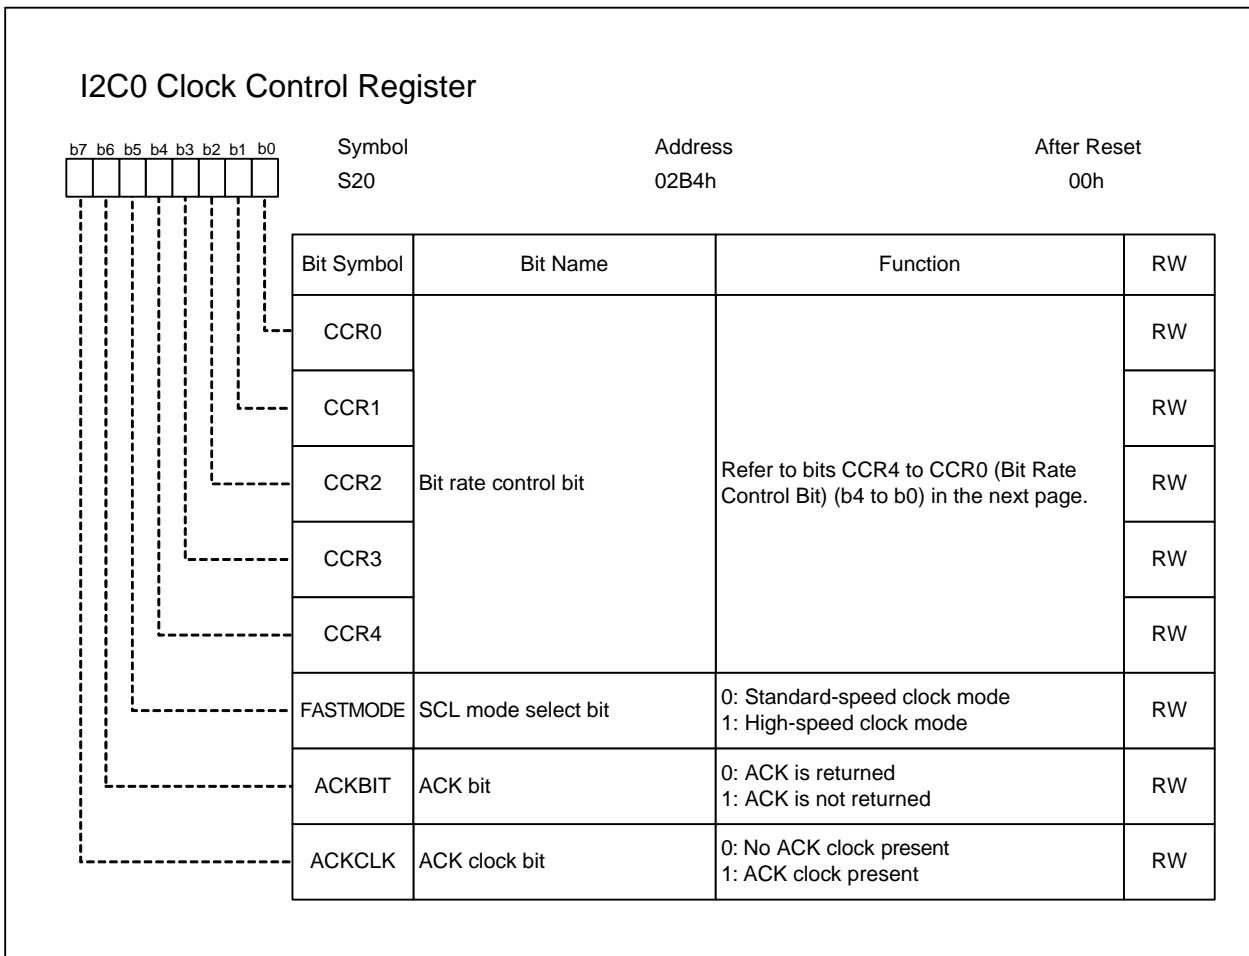 I2C0 Clock Control Register
b7 b6 b5 b4 b3 b2 b1 b0
Symbol Address After Reset
S20 02B4h 00h
Bit Symbol Bit Name Function RW
CCR0 RW
CCR1 RW
CCR2 Bit rate control bit Refer to bits CCR4 to CCR0 (Bit Rate
Control Bit) (b4 to b0) in the next page. RW
CCR3 RW
CCR4 RW
FASTMODE SCL mode select bit 0: Standard-speed clock mode
1: High-speed clock mode RW
ACKBIT ACK bit 0: ACK is returned
1: ACK is not returned RW
ACKCLK ACK clock bit 0: No ACK clock present
1: ACK clock present RW